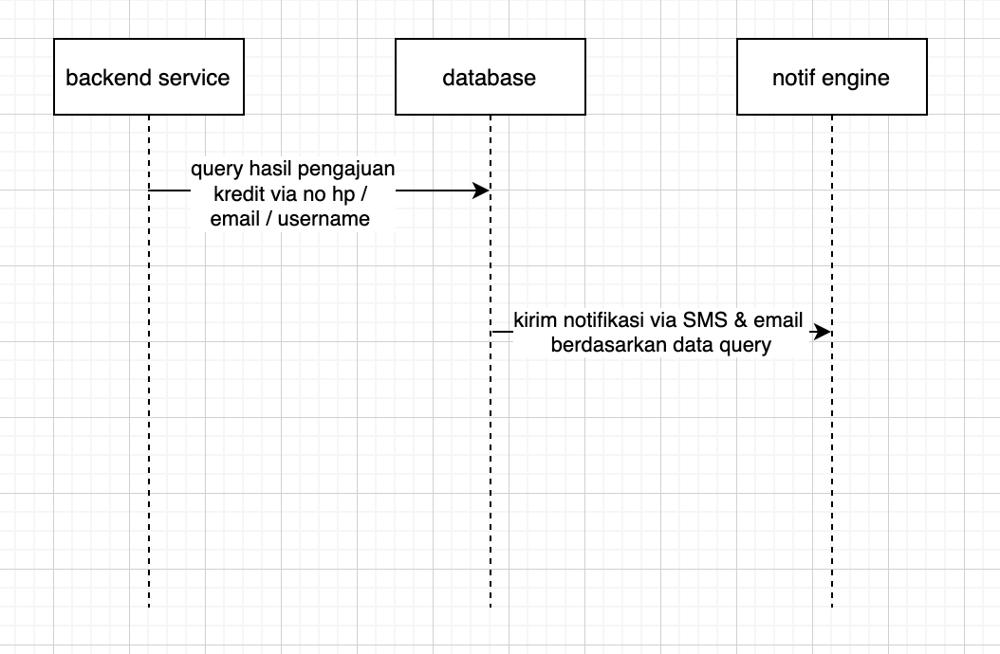 backend service
database
notif engine
query hasil pengajuan
kredit via no hp /
email / username
kirim notifikasi via SMS & email
berdasarkan data query